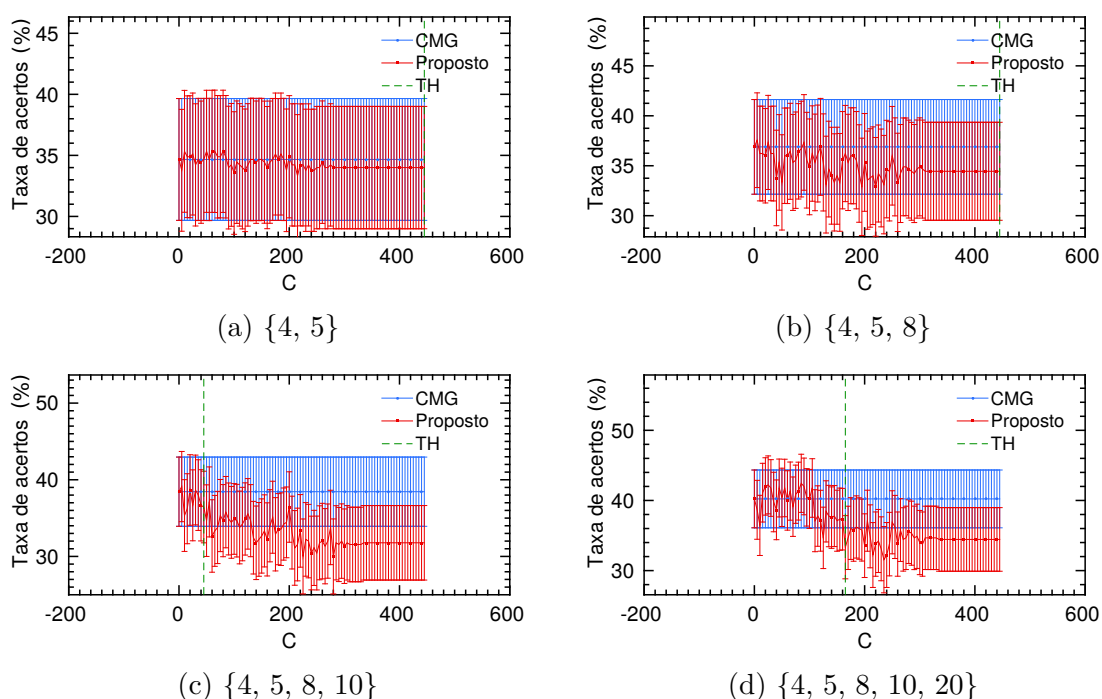 Taxa de acertos (%)
45
40
35
30
-200
0
200
400
600
C
CMG
Proposto
TH
(a) {4, 5}
Taxa de acertos (%)
45
40
35
30
-200
0
200
400
600
C
CMG
Proposto
TH
(b) {4, 5, 8}
Taxa de acertos (%)
50
40
30
-200
0
200
400
600
C
CMG
Proposto
TH
(c) {4, 5, 8, 10}
Taxa de acertos (%)
50
40
30
-200
0
200
400
600
C
CMG
Proposto
TH
(d) {4, 5, 8, 10, 20}